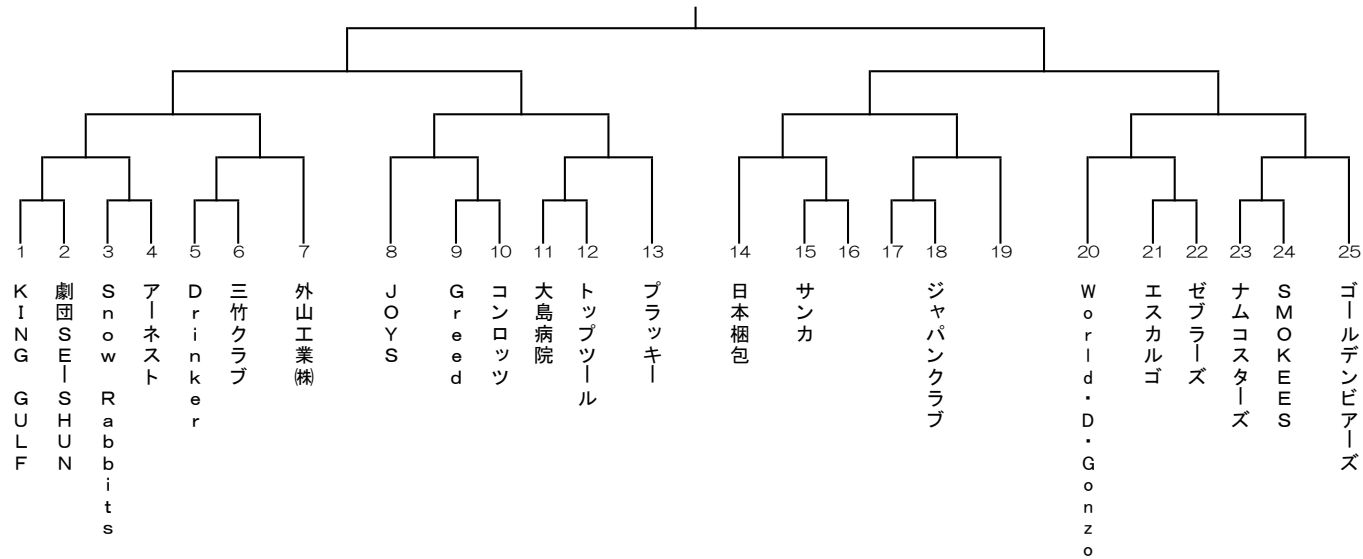 1 2 3 4 5 6 7 8 9 10 11 12 13 14 15 16 17 18 19 20 21 22 23 24 25
KING GULF
劇団SEーSHUN
Snow Rabbits
アーネスト
Drinker
三竹クラブ
外山工業㈱
JOYS
Greed
コンロッツ
大島病院
トップツール
プラッキー
日本梱包
サンカ
ジャパンクラブ
World・D・Gonzo
エスカルゴ
ゼブラーズ
ナムコスターズ
SMOKEES
ゴールデンビアーズ